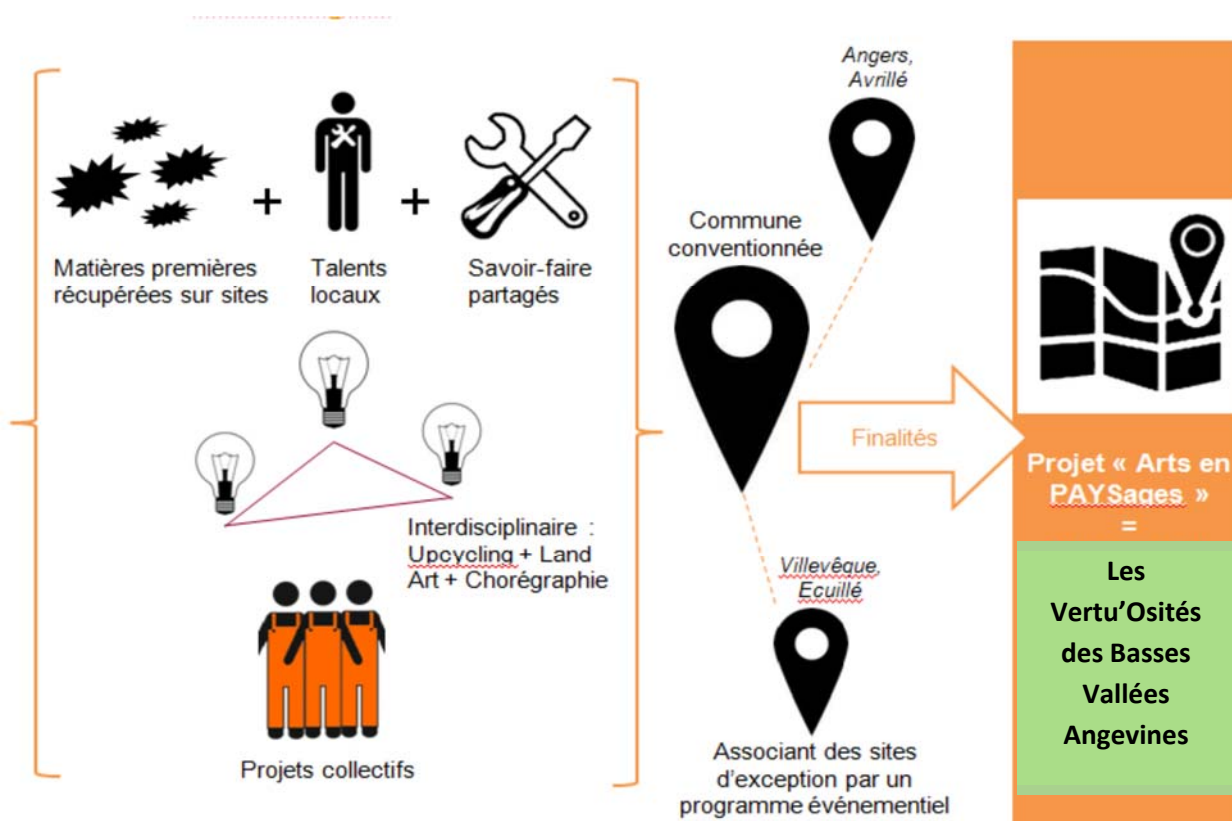 +
+
Matières premières
récupérées sur sites
Talents
locaux
Savoir-faire
partagés
Interdisciplinaire :
Upcycling + Land
Art + Chorégraphie
Projets collectifs
Angers,
Avrillé
Commune
conventionnée
Villevêque,
Ecuillé
Associant des sites
d'exception par un
programme événementiel
Finalités
Projet « Arts en
PAYSages »
=
Les
Vertu’Osités
des Basses
Vallées
Angevines